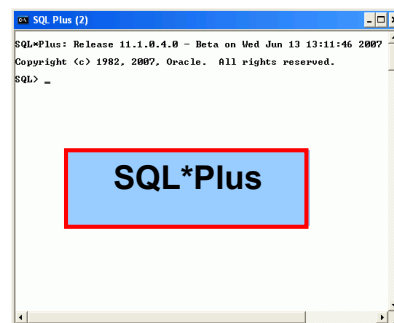 SQL Plus (2)
SQL*Plus: Release 11.1.0.4.0 - Beta on Wed Jun 13 13:11:46 2007
Copyright (c) 1982, 2007, Oracle.  All rights reserved.
SQL> _
SQL*Plus